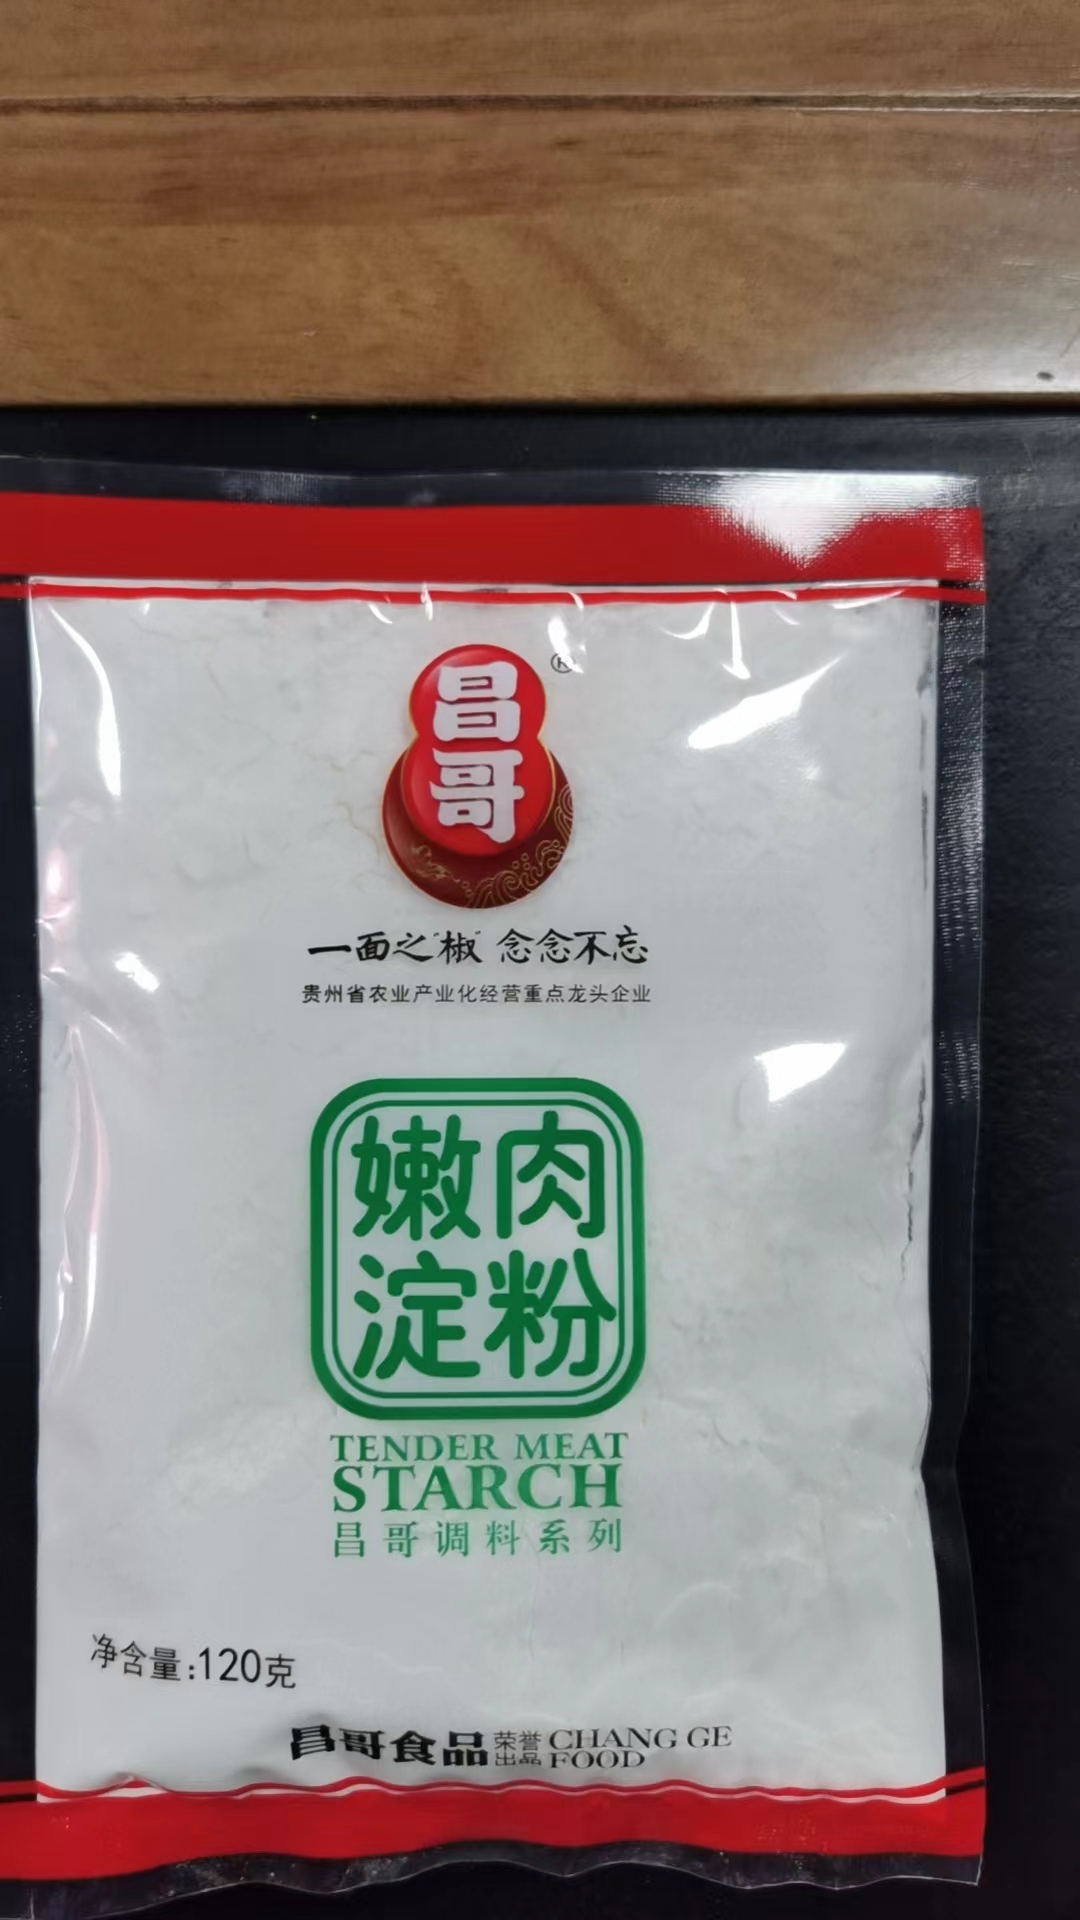 昌哥
®
一面之"椒" 念念不忘
贵州省农业产业化经营重点龙头企业
嫩肉
淀粉
TENDER MEAT
STARCH
昌哥调料系列
净含量:120克
昌哥食品 荣誉出品 CHANG GE FOOD